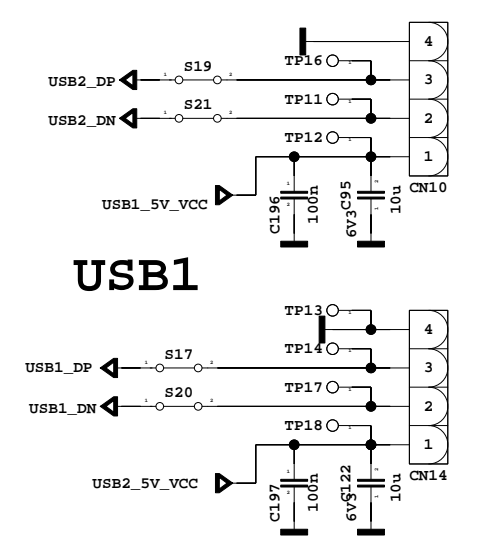 4
TP16
S19
USB2_DP
3
TP11
S21
USB2_DN
2
TP12
1
CN10
USB1_5V_VCC
C196
100n
6V3
C95
10u
USB1
TP13
4
TP14
S17
USB1_DP
3
TP17
S20
USB1_DN
2
TP18
1
CN14
USB2_5V_VCC
C197
100n
6V3
C122
10u